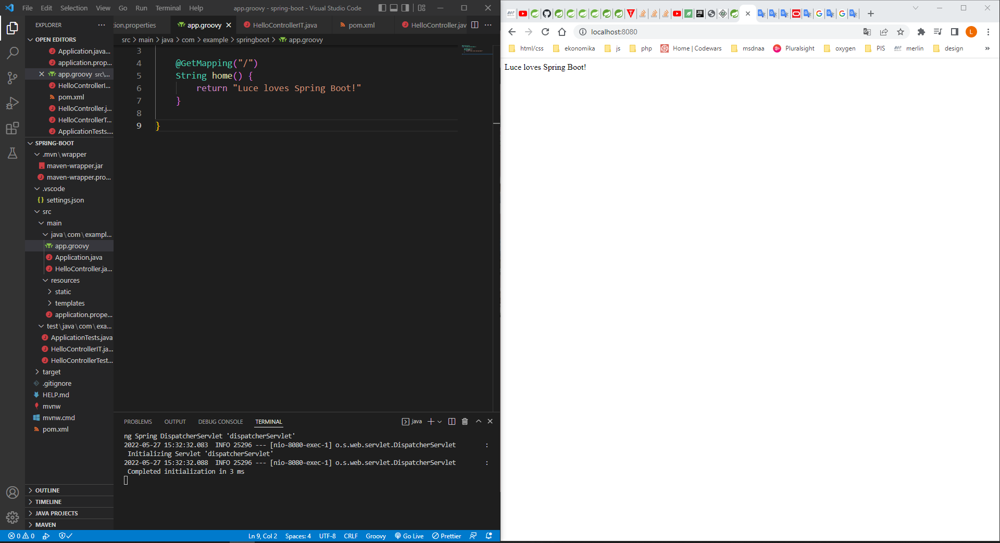 File Edit Selection View Go Run Terminal Help app.groovy - spring-boot - Visual Studio Code
EXPLORER
OPEN EDITORS
Application.java...
application.prop...
app.groovy src\...
HelloControllerI...
pom.xml
HelloController.j...
HelloControllerT...
ApplicationTests....
SPRING-BOOT
.mvn\wrapper
maven-wrapper.jar
maven-wrapper.pro...
.vscode
settings.json
src
main
java\com\exampl...
app.groovy
Application.java
HelloController.ja...
resources
static
templates
application.prope...
test\java\com\exa...
ApplicationTests.java
HelloControllerIT.ja...
HelloControllerTest...
target
.gitignore
HELP.md
mvnw
mvnw.cmd
pom.xml
OUTLINE
TIMELINE
JAVA PROJECTS
MAVEN
tion.properties app.groovy HelloControllerIT.java pom.xml HelloController.jav
src > main > java > com > example > springboot > app.groovy
3
4 @GetMapping("/")
5 String home() {
6 return "Luce loves Spring Boot!"
7 }
8
9 }
PROBLEMS OUTPUT DEBUG CONSOLE TERMINAL java
ng Spring DispatcherServlet 'dispatcherServlet'
2022-05-27 15:32:32.083 INFO 25296 --- [nio-8080-exec-1] o.s.web.servlet.DispatcherServlet :
Initializing Servlet 'dispatcherServlet'
2022-05-27 15:32:32.088 INFO 25296 --- [nio-8080-exec-1] o.s.web.servlet.DispatcherServlet :
Completed initialization in 3 ms
0 0 Ln 9, Col 2 Spaces: 4 UTF-8 CRLF Groovy Go Live Prettier
localhost:8080 L
html/css ekonomika js php Home | Codewars msdnaa Pluralsight oxygen PIS merlin design »
Luce loves Spring Boot!